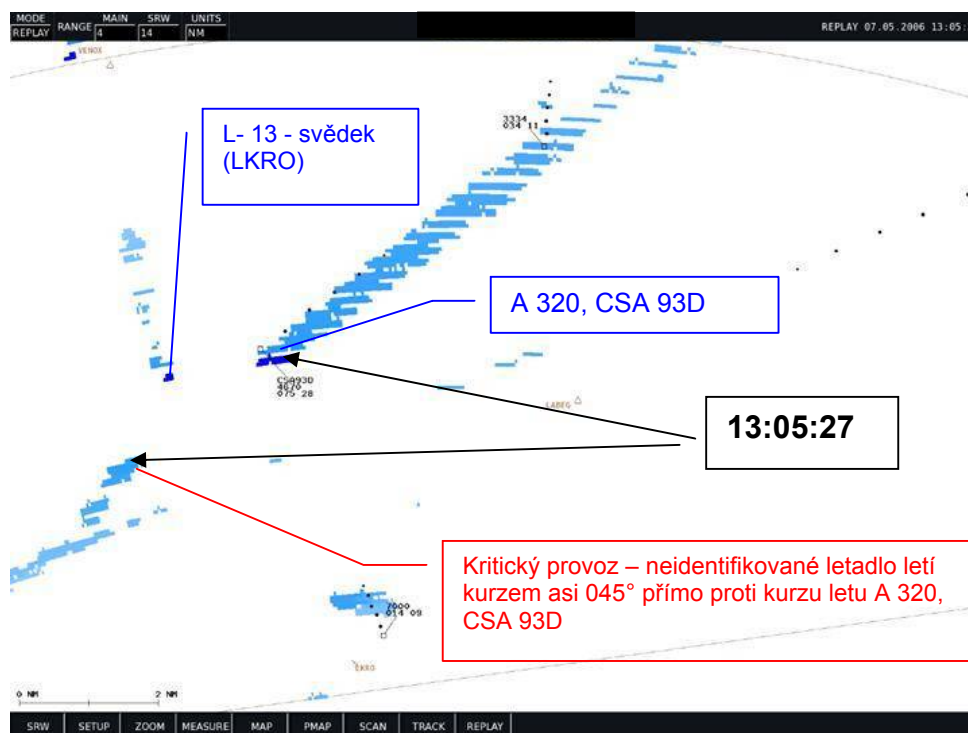 MODE
REPLAY
RANGE
MAIN
4
SRW
14
UNITS
NM
REPLAY 07.05.2006 13:05:
VENOX
3334
034 11
L- 13 - svědek
(LKRO)
A 320, CSA 93D
CSA93D
4670
075 28
LABEG
13:05:27
Kritický provoz – neidentifikované letadlo letí
kurzem asi 045° přímo proti kurzu letu A 320,
CSA 93D
7000
014 09
LKRO
0 NM
2 NM
SRW SETUP ZOOM MEASURE MAP PMAP SCAN TRACK REPLAY